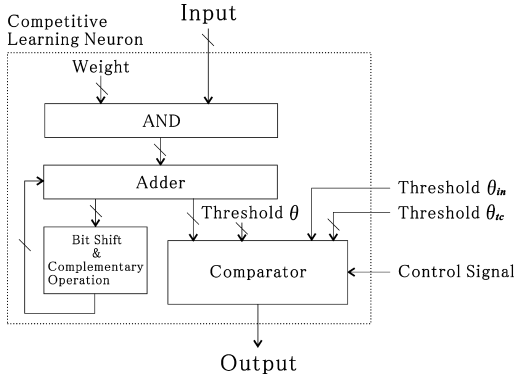 Input
Competitive
Learning Neuron
Weight
AND
Adder
Threshold θ
Threshold θin
Threshold θtc
Bit Shift
&
Complementary
Operation
Comparator
Control Signal
Output